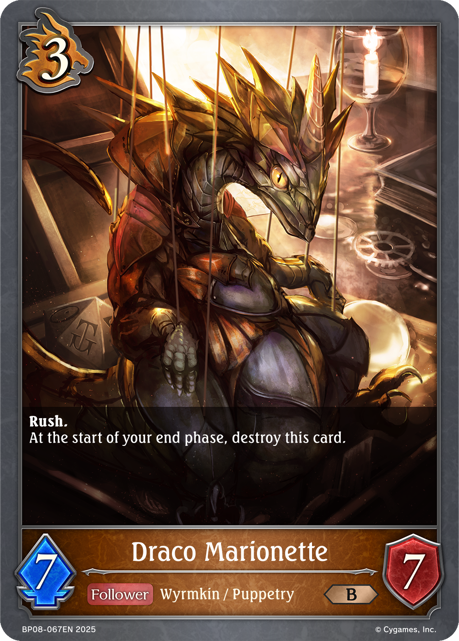 3
Rush.
At the start of your end phase, destroy this card.
Draco Marionette
7
7
Follower Wyrmkin / Puppetry B
BP08-067EN 2025 © Cygames, Inc.